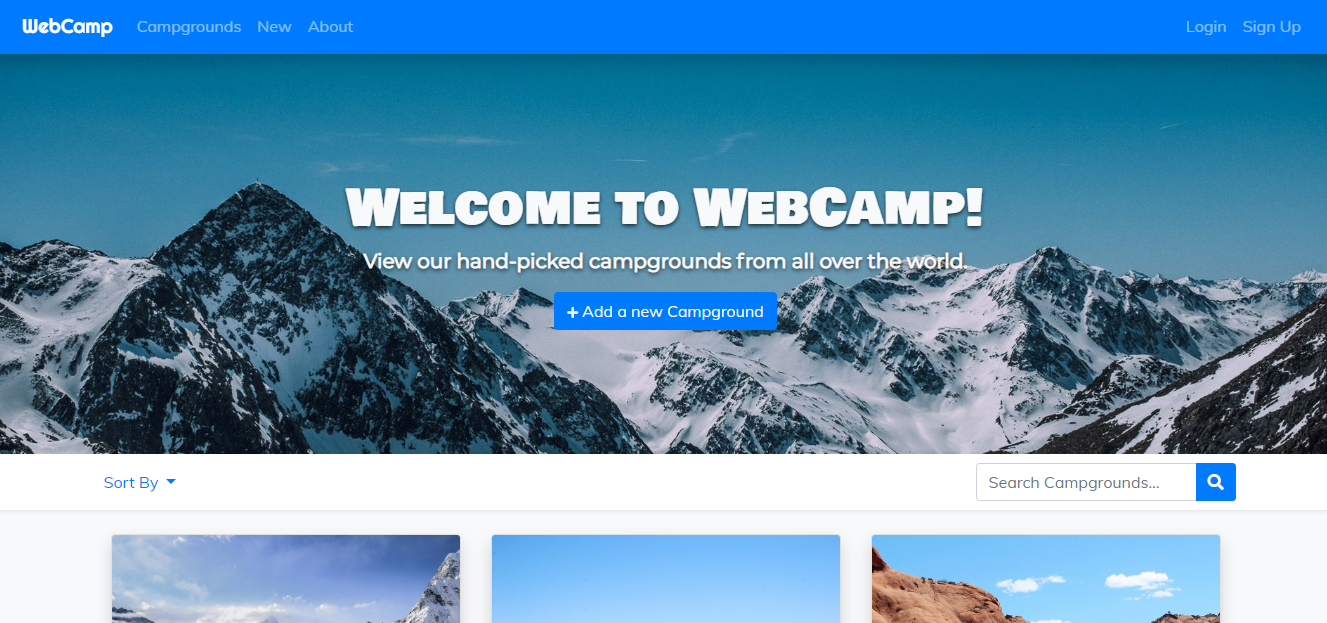 WebCamp Campgrounds New About Login Sign Up
Welcome to WebCamp!
View our hand-picked campgrounds from all over the world.
+ Add a new Campground
Sort By
Search Campgrounds...